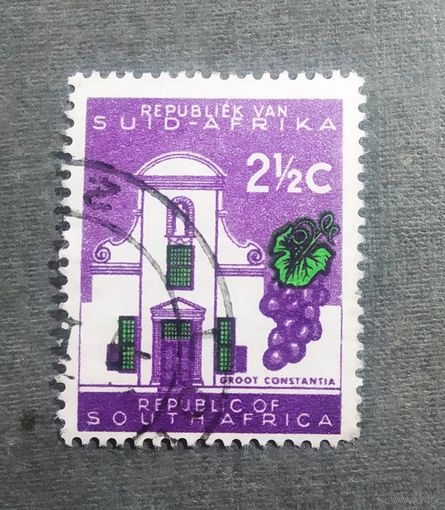 REPUBLIEK VAN
SUID-AFRIKA
2½C
GROOT CONSTANTIA
REPUBLIC OF
SOUTH AFRICA